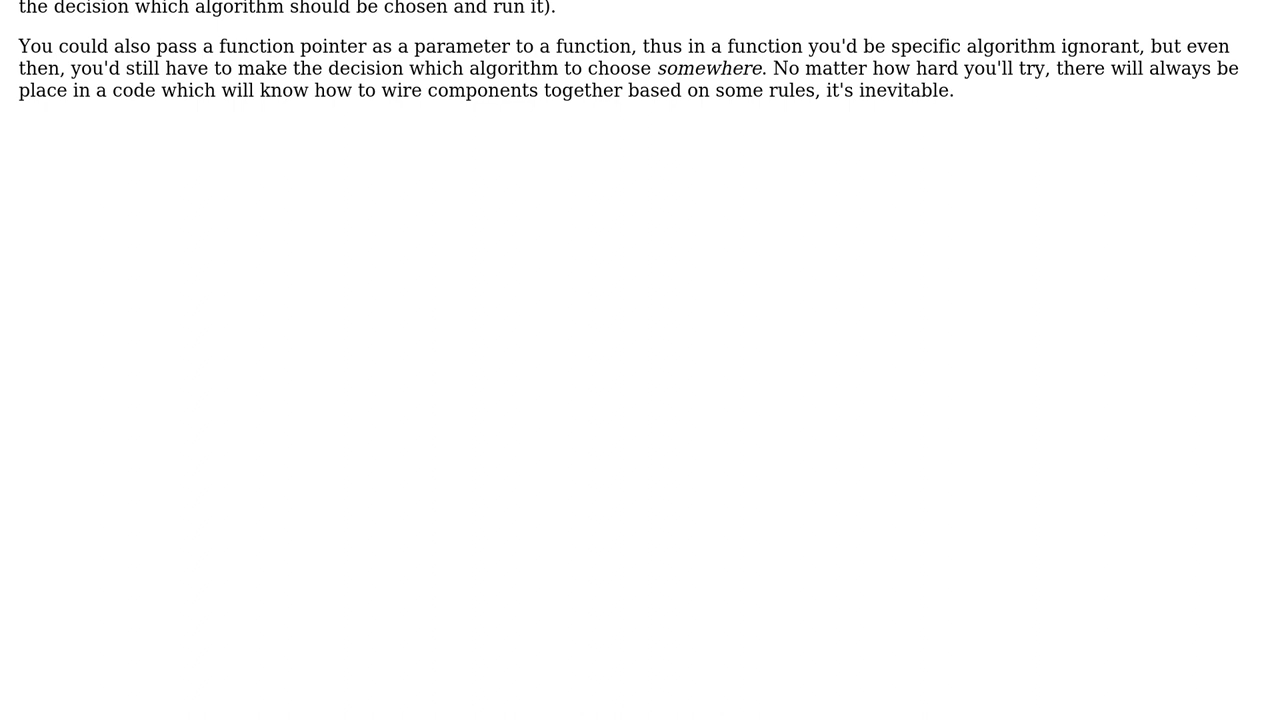 the decision which algorithm should be chosen and run it).
You could also pass a function pointer as a parameter to a function, thus in a function you'd be specific algorithm ignorant, but even
then, you'd still have to make the decision which algorithm to choose somewhere. No matter how hard you'll try, there will always be
place in a code which will know how to wire components together based on some rules, it's inevitable.